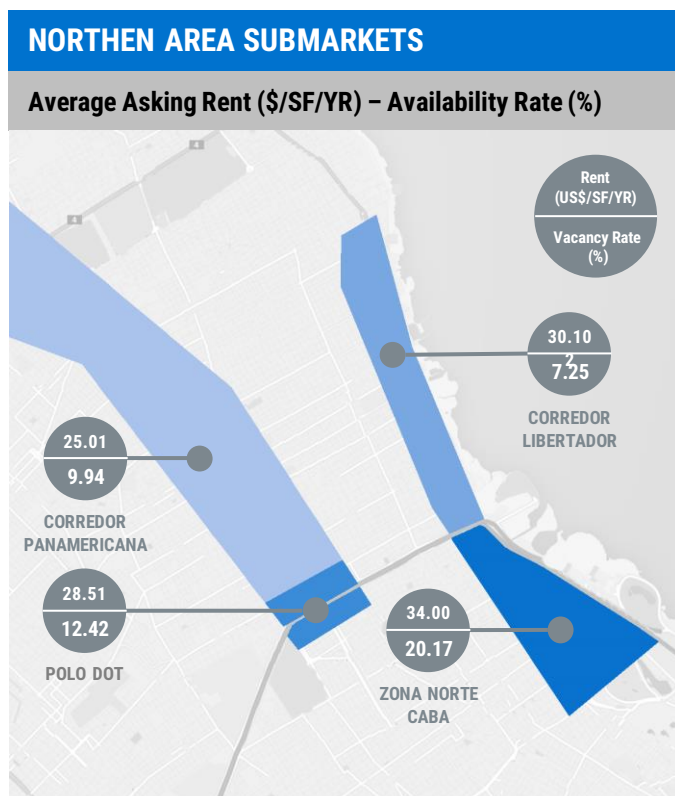 NORTHEN AREA SUBMARKETS
Average Asking Rent ($/SF/YR) – Availability Rate (%)
4
4
Rent
(US$/SF/YR)
Vacancy Rate
(%)
30.10
2
7.25
CORREDOR
LIBERTADOR
25.01
9.94
CORREDOR
PANAMERICANA
28.51
12.42
POLO DOT
34.00
20.17
ZONA NORTE
CABA